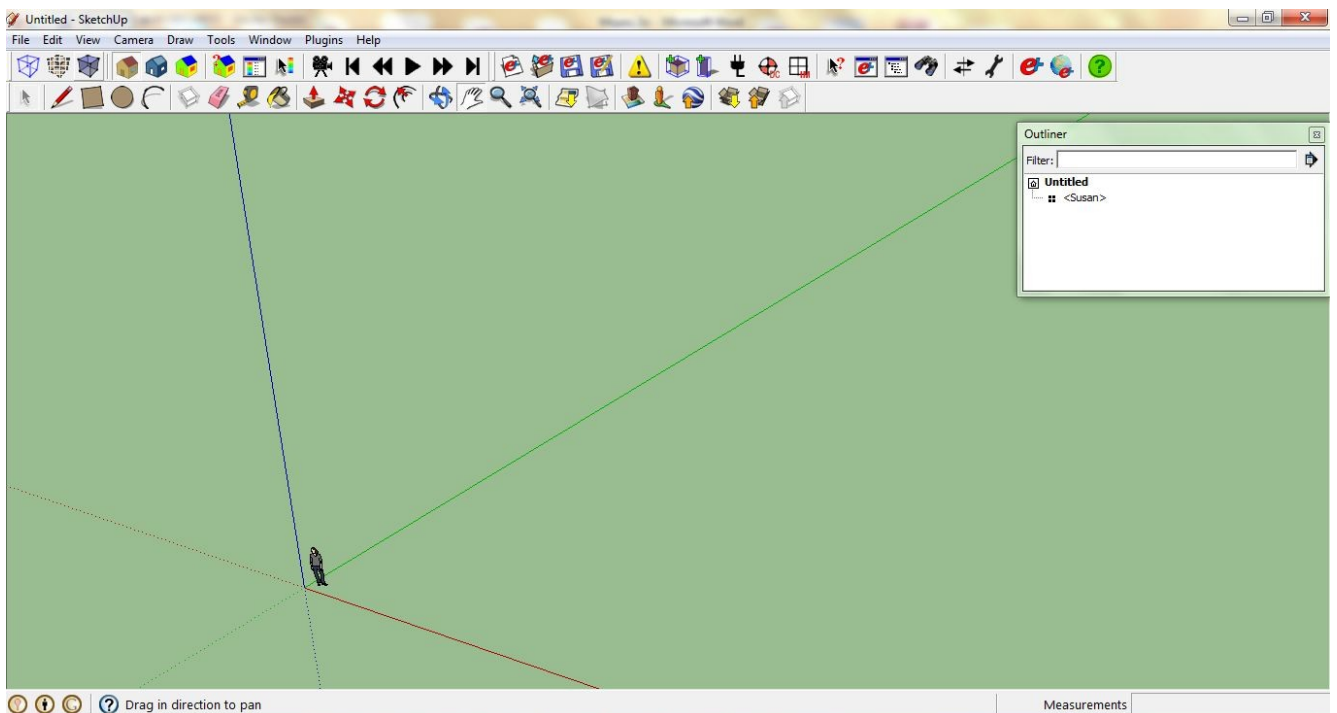 Untitled - SketchUp
File Edit View Camera Draw Tools Window Plugins Help
Outliner
Filter:
Untitled
<Susan>
Drag in direction to pan
Measurements